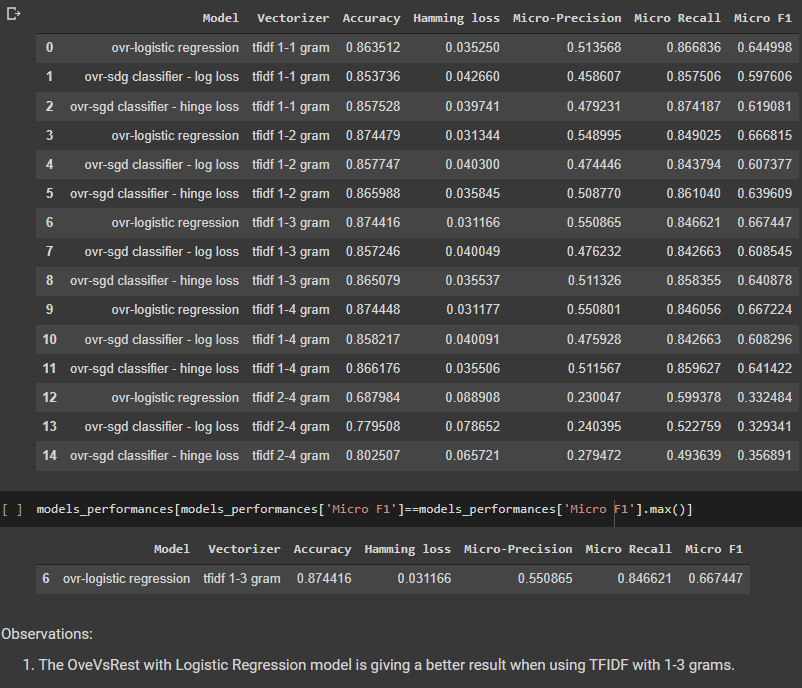 Model Vectorizer Accuracy Hamming loss Micro-Precision Micro Recall Micro F1
0 ovr-logistic regression tfidf 1-1 gram 0.863512 0.035250 0.513568 0.866836 0.644998
1 ovr-sdg classifier - log loss tfidf 1-1 gram 0.853736 0.042660 0.458607 0.857506 0.597606
2 ovr-sgd classifier - hinge loss tfidf 1-1 gram 0.857528 0.039741 0.479231 0.874187 0.619081
3 ovr-logistic regression tfidf 1-2 gram 0.874479 0.031344 0.548995 0.849025 0.666815
4 ovr-sgd classifier - log loss tfidf 1-2 gram 0.857747 0.040300 0.474446 0.843794 0.607377
5 ovr-sgd classifier - hinge loss tfidf 1-2 gram 0.865988 0.035845 0.508770 0.861040 0.639609
6 ovr-logistic regression tfidf 1-3 gram 0.874416 0.031166 0.550865 0.846621 0.667447
7 ovr-sgd classifier - log loss tfidf 1-3 gram 0.857246 0.040049 0.476232 0.842663 0.608545
8 ovr-sgd classifier - hinge loss tfidf 1-3 gram 0.865079 0.035537 0.511326 0.858355 0.640878
9 ovr-logistic regression tfidf 1-4 gram 0.874448 0.031177 0.550801 0.846056 0.667224
10 ovr-sgd classifier - log loss tfidf 1-4 gram 0.858217 0.040091 0.475928 0.842663 0.608296
11 ovr-sgd classifier - hinge loss tfidf 1-4 gram 0.866176 0.035506 0.511567 0.859627 0.641422
12 ovr-logistic regression tfidf 2-4 gram 0.687984 0.088908 0.230047 0.599378 0.332484
13 ovr-sgd classifier - log loss tfidf 2-4 gram 0.779508 0.078652 0.240395 0.522759 0.329341
14 ovr-sgd classifier - hinge loss tfidf 2-4 gram 0.802507 0.065721 0.279472 0.493639 0.356891
[ ] models_performances[models_performances['Micro F1']==models_performances['Micro F1'].max()]
Model Vectorizer Accuracy Hamming loss Micro-Precision Micro Recall Micro F1
6 ovr-logistic regression tfidf 1-3 gram 0.874416 0.031166 0.550865 0.846621 0.667447
Observations:
1. The OveVsRest with Logistic Regression model is giving a better result when using TFIDF with 1-3 grams.